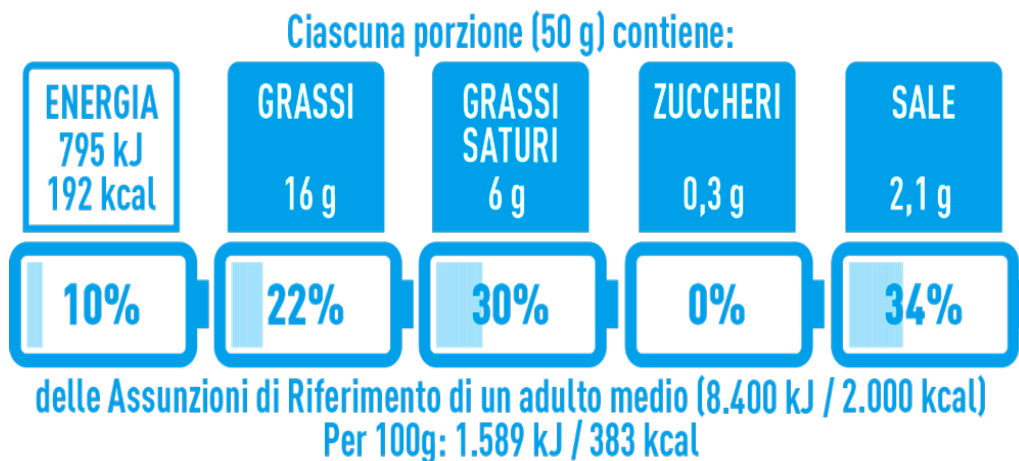 Ciascuna porzione (50 g) contiene:
ENERGIA
795 kJ
192 kcal
GRASSI
16 g
GRASSI
SATURI
6 g
ZUCCHERI
0,3 g
SALE
2,1 g
10%
22%
30%
0%
34%
delle Assunzioni di Riferimento di un adulto medio (8.400 kJ / 2.000 kcal)
Per 100g: 1.589 kJ / 383 kcal